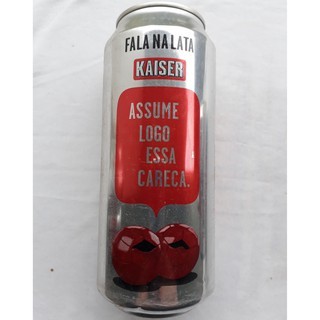 FALA NA LATA
KAISER
ASSUME
LOGO
ESSA
CARECA.